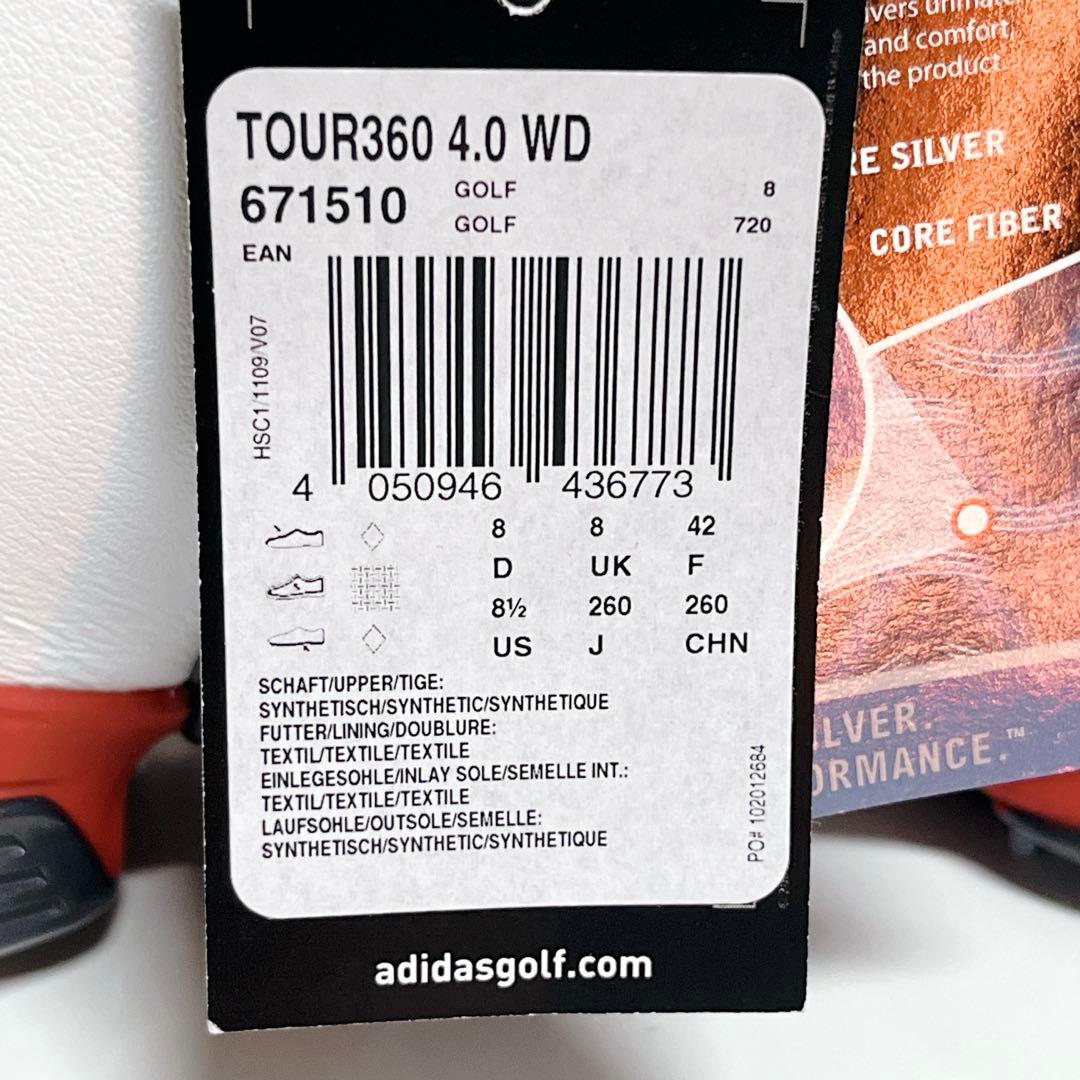 TOUR360 4.0 WD
671510 GOLF 8
GOLF 720
EAN
HSC1/1109/V07
4 050946 436773
8 8 42
D UK F
8½ 260 260
US J CHN
SCHAFT/UPPER/TIGE:
SYNTHETISCH/SYNTHETIC/SYNTHETIQUE
FUTTER/LINING/DOUBLURE:
TEXTIL/TEXTILE/TEXTILE
EINLEGESOHLE/INLAY SOLE/SEMELLE INT.:
TEXTIL/TEXTILE/TEXTILE
LAUFSOHLE/OUTSOLE/SEMELLE:
SYNTHETISCH/SYNTHETIC/SYNTHETIQUE
PO# 102012684
adidasgolf.com
and comfort,
the product.
SILVER
CORE FIBER